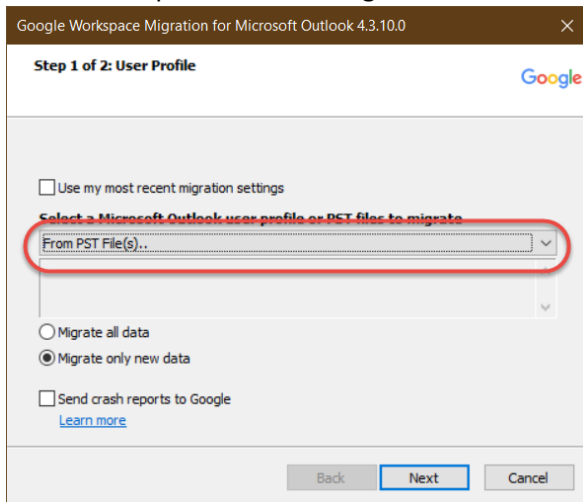 Google Workspace Migration for Microsoft Outlook 4.3.10.0
Step 1 of 2: User Profile
Google
Use my most recent migration settings
Select a Microsoft Outlook user profile or PST files to migrate
From PST File(s)..
Migrate all data
Migrate only new data
Send crash reports to Google
Learn more
Back Next Cancel